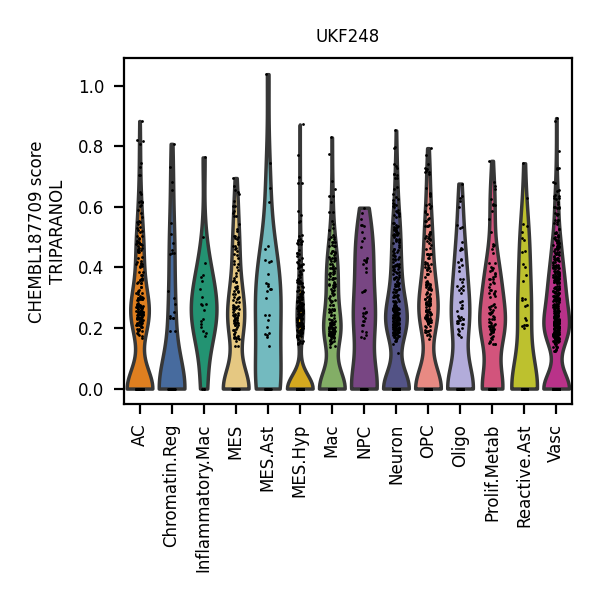 UKF248
CHEMBL187709 score
TRIPARANOL
1.0
0.8
0.6
0.4
0.2
0.0
AC
Chromatin.Reg
Inflammatory.Mac
MES
MES.Ast
MES.Hyp
Mac
NPC
Neuron
OPC
Oligo
Prolif.Metab
Reactive.Ast
Vasc